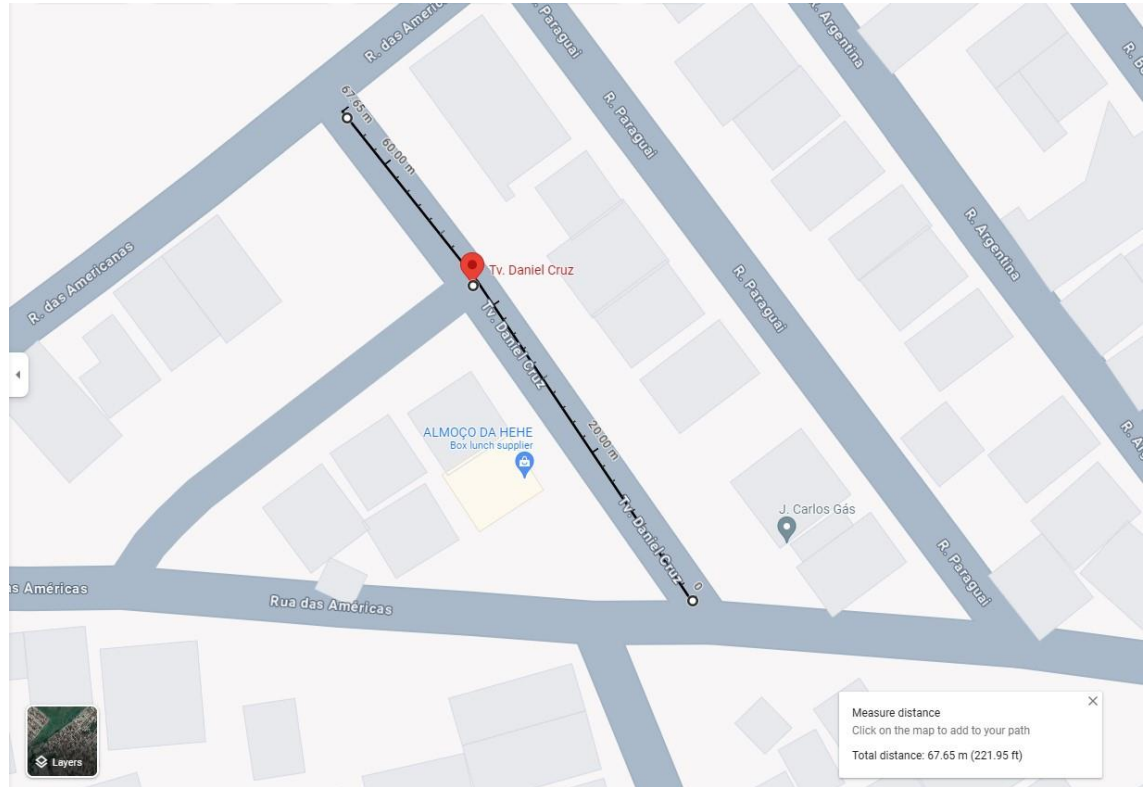 R. das American
R. Paraguai
R. Argentina
R. Bo
67.65 m
60.00 m
R. Paraguai
R. Argentina
R. das Americanas
Tv. Daniel Cruz
R. Paraguai
Tv. Daniel Cruz
20.00 m
ALMOÇO DA HEHE
Box lunch supplier
R. Arg
Tv. Daniel Cruz
J. Carlos Gás
0
R. Paraguai
as Américas
Rua das Américas
Layers
Measure distance
Click on the map to add to your path
Total distance: 67.65 m (221.95 ft)